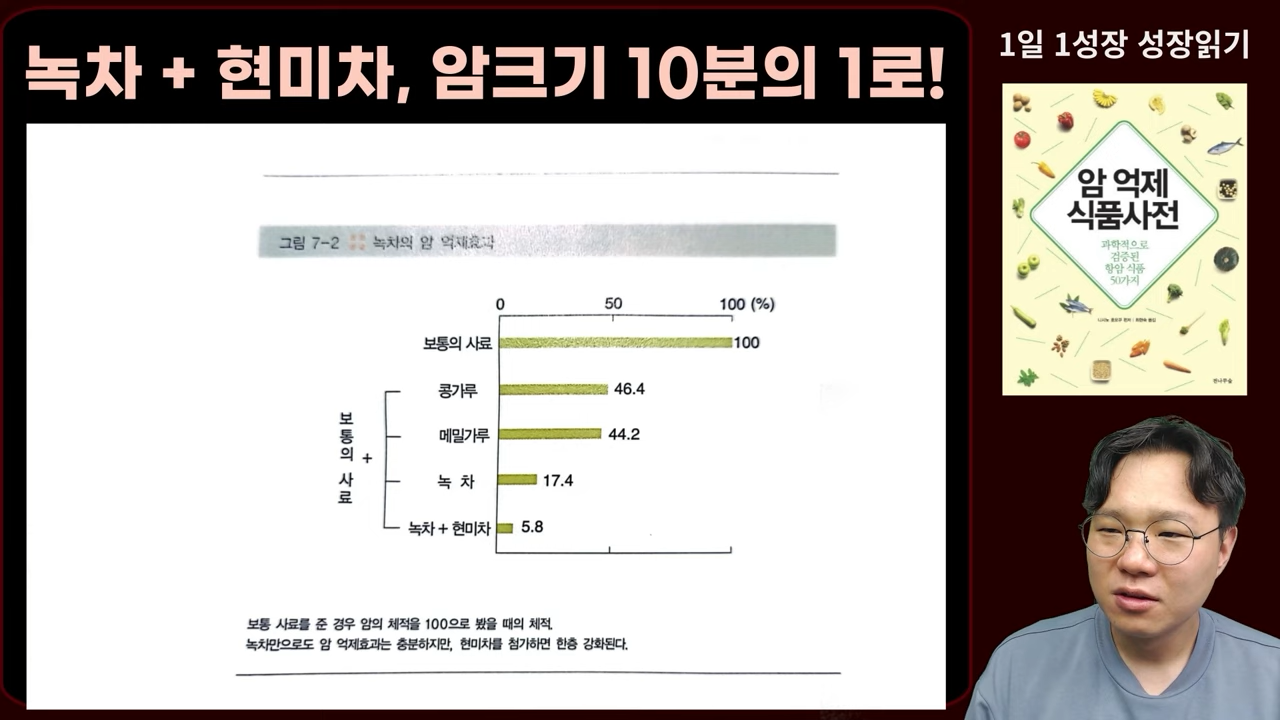 녹차 + 현미차, 암크기 10분의 1로!
1일 1성장 성장읽기
암 억제
식품사전
과학적으로
검증된
항암 식품
50가지
전나무숲
그림 7-2 녹차의 암 억제효과
0 50 100 (%)
보통의 사료 100
보통의 사료 +
콩가루 46.4
메밀가루 44.2
녹 차 17.4
녹차 + 현미차 5.8
보통 사료를 준 경우 암의 체적을 100으로 봤을 때의 체적.
녹차만으로도 암 억제효과는 충분하지만, 현미차를 첨가하면 한층 강화된다.